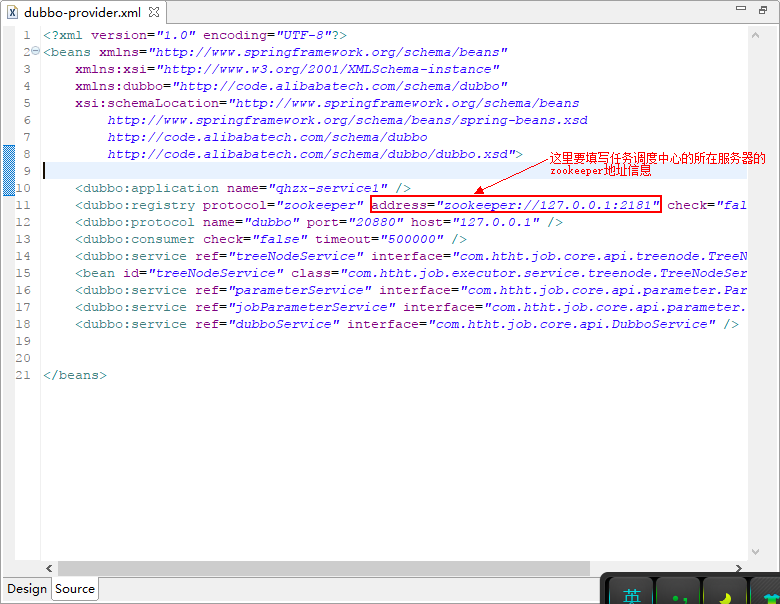 dubbo-provider.xml
1 <?xml version="1.0" encoding="UTF-8"?>
2 <beans xmlns="http://www.springframework.org/schema/beans"
3 xmlns:xsi="http://www.w3.org/2001/XMLSchema-instance"
4 xmlns:dubbo="http://code.alibabatech.com/schema/dubbo"
5 xsi:schemaLocation="http://www.springframework.org/schema/beans
6 http://www.springframework.org/schema/beans/spring-beans.xsd
7 http://code.alibabatech.com/schema/dubbo
8 http://code.alibabatech.com/schema/dubbo/dubbo.xsd">
这里要填写任务调度中心的所在服务器的
zookeeper地址信息
9
10 <dubbo:application name="qhzx-service1" />
11 <dubbo:registry protocol="zookeeper" address="zookeeper://127.0.0.1:2181" check="fal
12 <dubbo:protocol name="dubbo" port="20880" host="127.0.0.1" />
13 <dubbo:consumer check="false" timeout="500000" />
14 <dubbo:service ref="treeNodeService" interface="com.htht.job.core.api.treenode.TreeN
15 <bean id="treeNodeService" class="com.htht.job.executor.service.treenode.TreeNodeSer
16 <dubbo:service ref="parameterService" interface="com.htht.job.core.api.parameter.Par
17 <dubbo:service ref="jobParameterService" interface="com.htht.job.core.api.parameter.
18 <dubbo:service ref="dubboService" interface="com.htht.job.core.api.DubboService" />
19
20
21 </beans>
Design Source
英